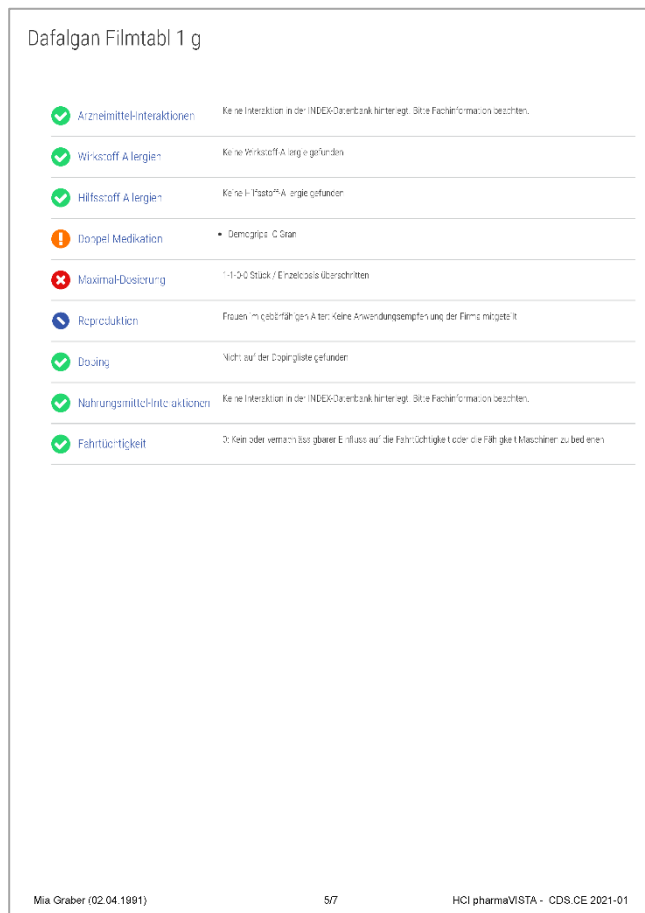 Dafalgan Filmtabl 1 g
Arzneimittel-Interaktionen Keine Interaktion in der INDEX-Datenbank hinterlegt. Bitte Fachinformation beachten.
Wirkstoff Allergien Keine Wirkstoff-Allergie gefunden
Hilfsstoff Allergien Keine Hilfsstoff-Allergie gefunden
Doppel Medikation • Demogripal C Gran
Maximal-Dosierung 1-1-0-0 Stück / Einzeldosis überschritten
Reproduktion Frauen im gebärfähigen Alter: Keine Anwendungsempfehlung der Firma mitgeteilt
Doping Nicht auf der Dopingliste gefunden
Nahrungsmittel-Interaktionen Keine Interaktion in der INDEX-Datenbank hinterlegt. Bitte Fachinformation beachten.
Fahrtüchtigkeit 0: Kein oder vernachlässigbarer Einfluss auf die Fahrtüchtigkeit oder die Fähigkeit Maschinen zu bedienen
Mia Graber (02.04.1991) 5/7 HCI pharmaVISTA - CDS.CE 2021-01